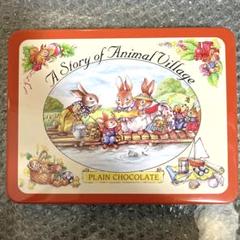 A Story of Animal Village
PLAIN CHOCOLATE